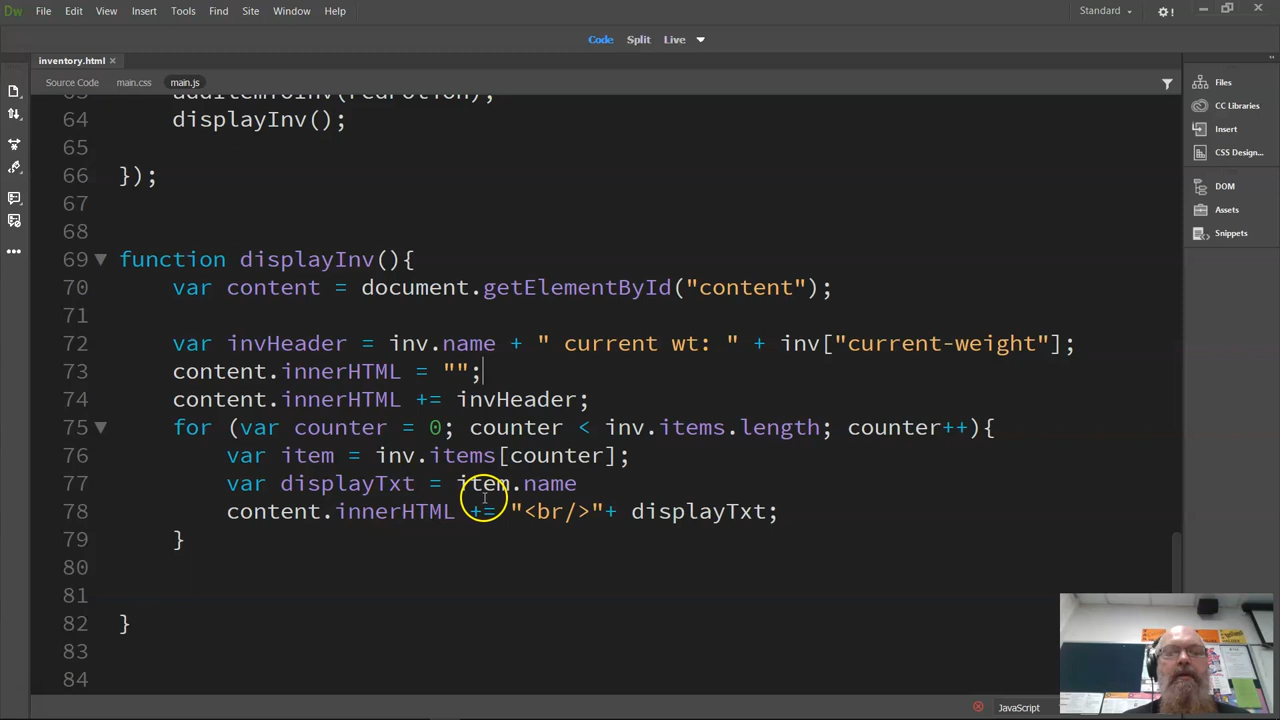 Dw File Edit View Insert Tools Find Site Window Help Standard
Code Split Live
inventory.html ×
Source Code main.css main.js
64 displayInv();
65
66 });
67
68
69 function displayInv(){
70 var content = document.getElementById("content");
71
72 var invHeader = inv.name + " current wt: " + inv["current-weight"];
73 content.innerHTML = "";
74 content.innerHTML += invHeader;
75 for (var counter = 0; counter < inv.items.length; counter++){
76 var item = inv.items[counter];
77 var displayTxt = item.name
78 content.innerHTML += "<br/>"+ displayTxt;
79 }
80
81
82 }
83
84
Files
CC Libraries
Insert
CSS Design...
DOM
Assets
Snippets
JavaScript